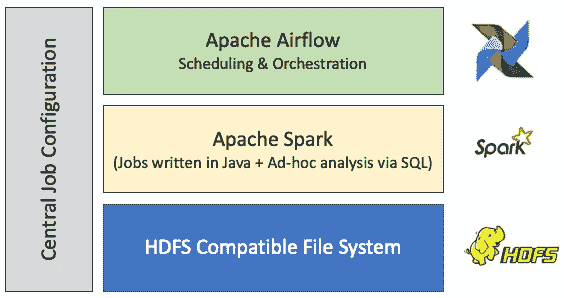 Central Job Configuration
Apache Airflow
Scheduling & Orchestration
Apache Spark
(Jobs written in Java + Ad-hoc analysis via SQL)
Spark
HDFS Compatible File System
HDFS